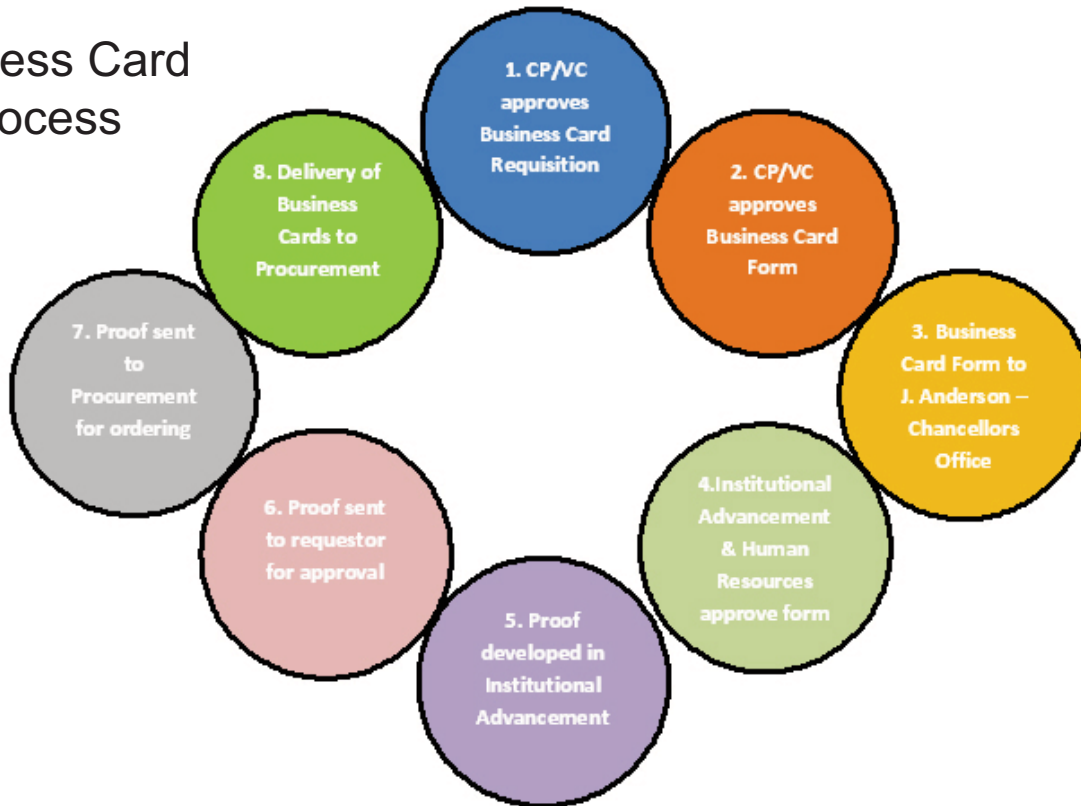 ess Card
ocess
1. CP/VC
approves
Business Card
Requisition
2. CP/VC
approves
Business Card
Form
3. Business
Card Form to
J. Anderson –
Chancellors
Office
4.Institutional
Advancement
& Human
Resources
approve form
5. Proof
developed in
Institutional
Advancement
6. Proof sent
to requestor
for approval
7. Proof sent
to
Procurement
for ordering
8. Delivery of
Business
Cards to
Procurement